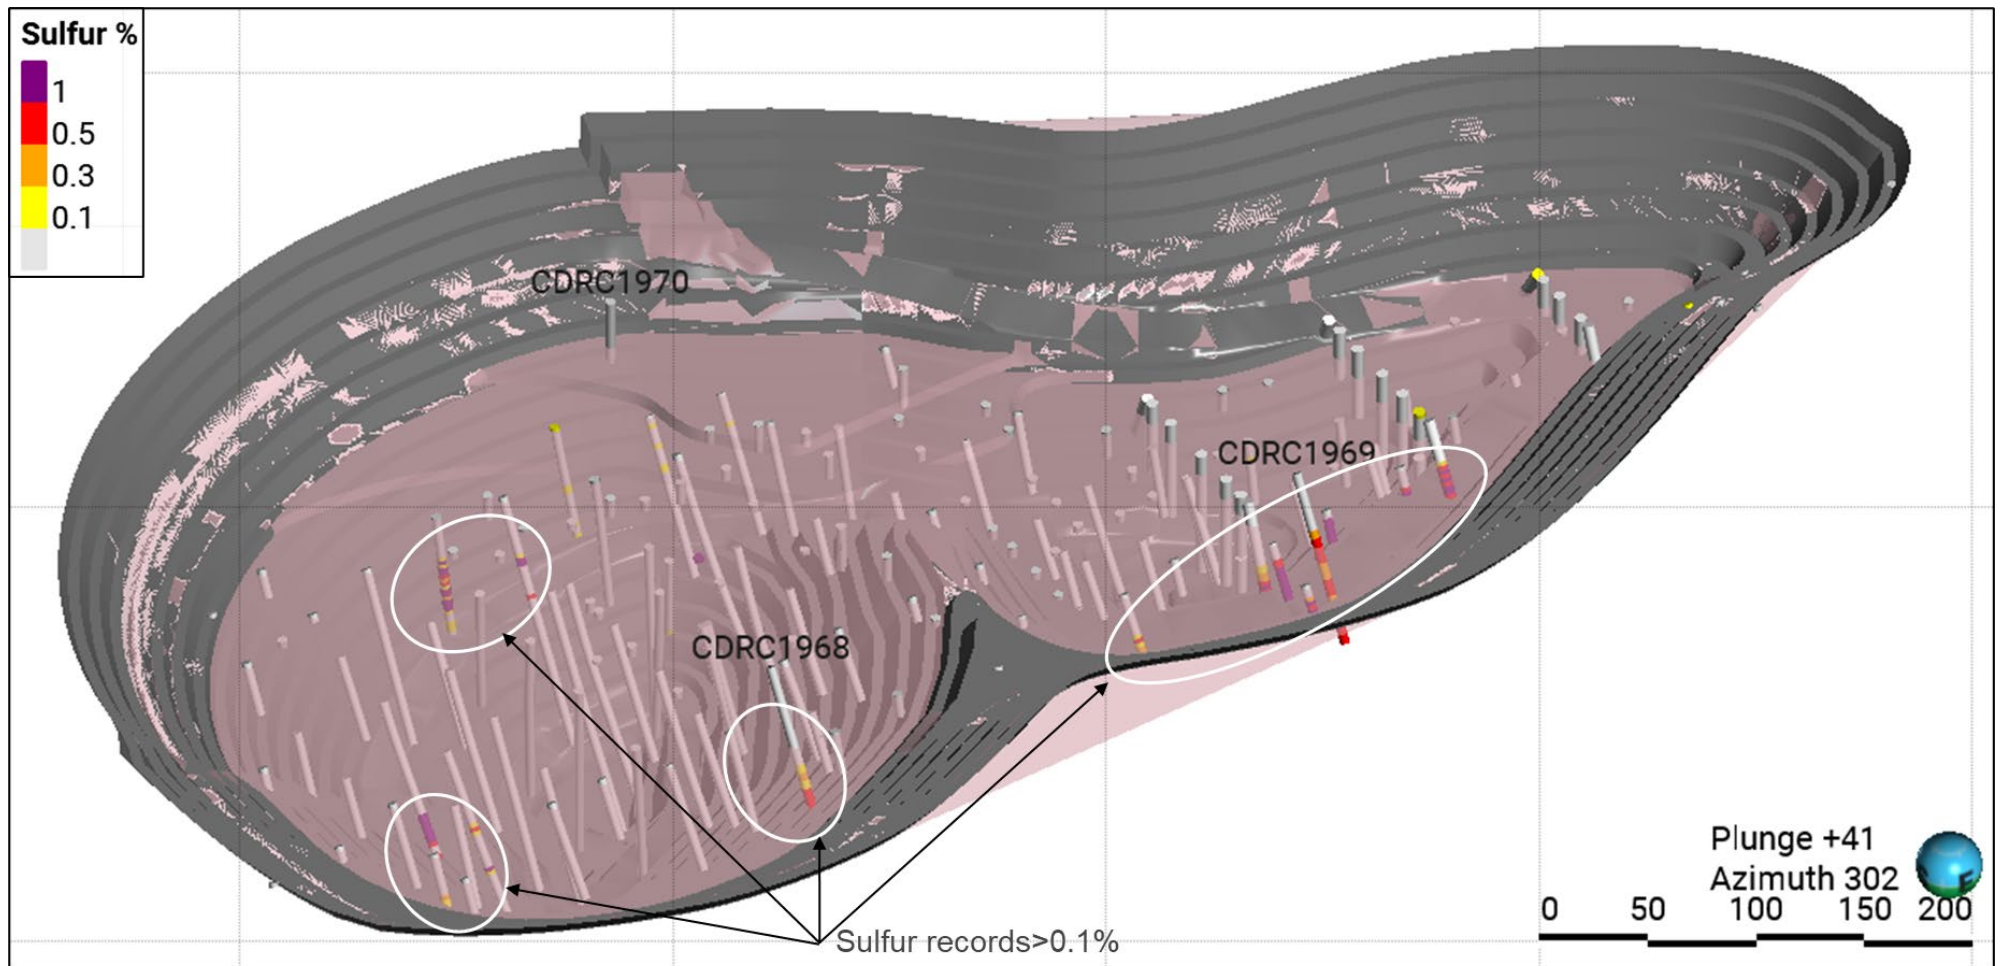 Sulfur %
1
0.5
0.3
0.1
CDRC1970
CDRC1969
CDRC1968
Plunge +41
Azimuth 302
0 50 100 150 200
Sulfur records>0.1%